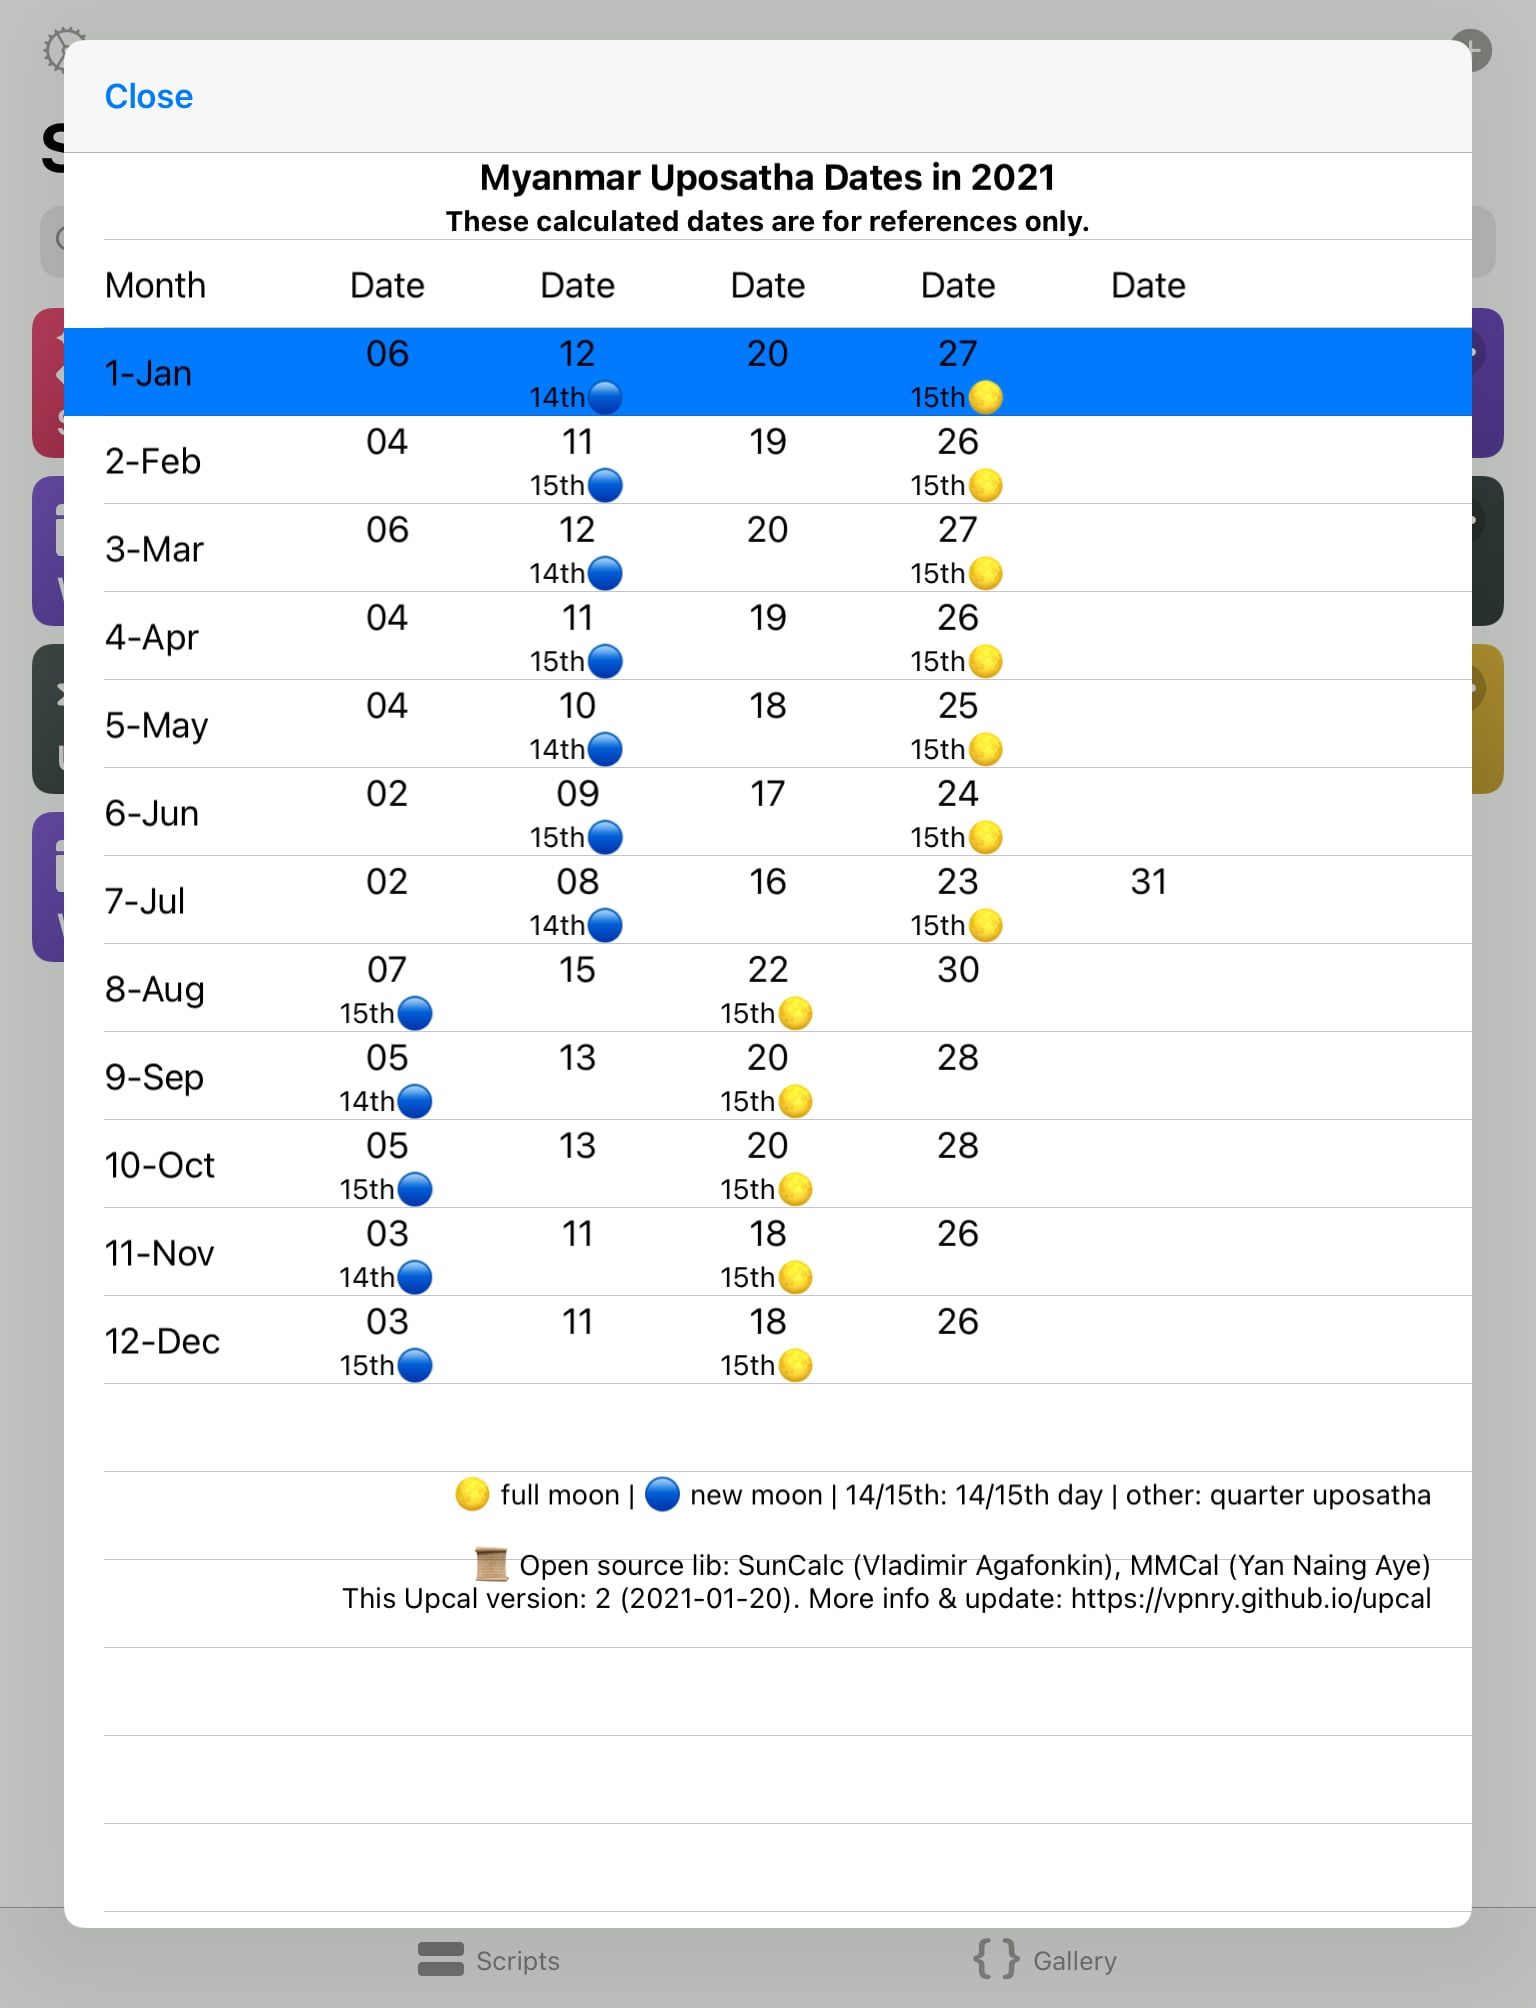 Close
Myanmar Uposatha Dates in 2021
These calculated dates are for references only.
Month Date Date Date Date Date
1-Jan 06 12 20 27
14th🔵 15th🌕
2-Feb 04 11 19 26
15th🔵 15th🌕
3-Mar 06 12 20 27
14th🔵 15th🌕
4-Apr 04 11 19 26
15th🔵 15th🌕
5-May 04 10 18 25
14th🔵 15th🌕
6-Jun 02 09 17 24
15th🔵 15th🌕
7-Jul 02 08 16 23 31
14th🔵 15th🌕
8-Aug 07 15 22 30
15th🔵 15th🌕
9-Sep 05 13 20 28
14th🔵 15th🌕
10-Oct 05 13 20 28
15th🔵 15th🌕
11-Nov 03 11 18 26
14th🔵 15th🌕
12-Dec 03 11 18 26
15th🔵 15th🌕
🌕 full moon | 🔵 new moon | 14/15th: 14/15th day | other: quarter uposatha
📜 Open source lib: SunCalc (Vladimir Agafonkin), MMCal (Yan Naing Aye)
This Upcal version: 2 (2021-01-20). More info & update: https://vpnry.github.io/upcal
Scripts {} Gallery